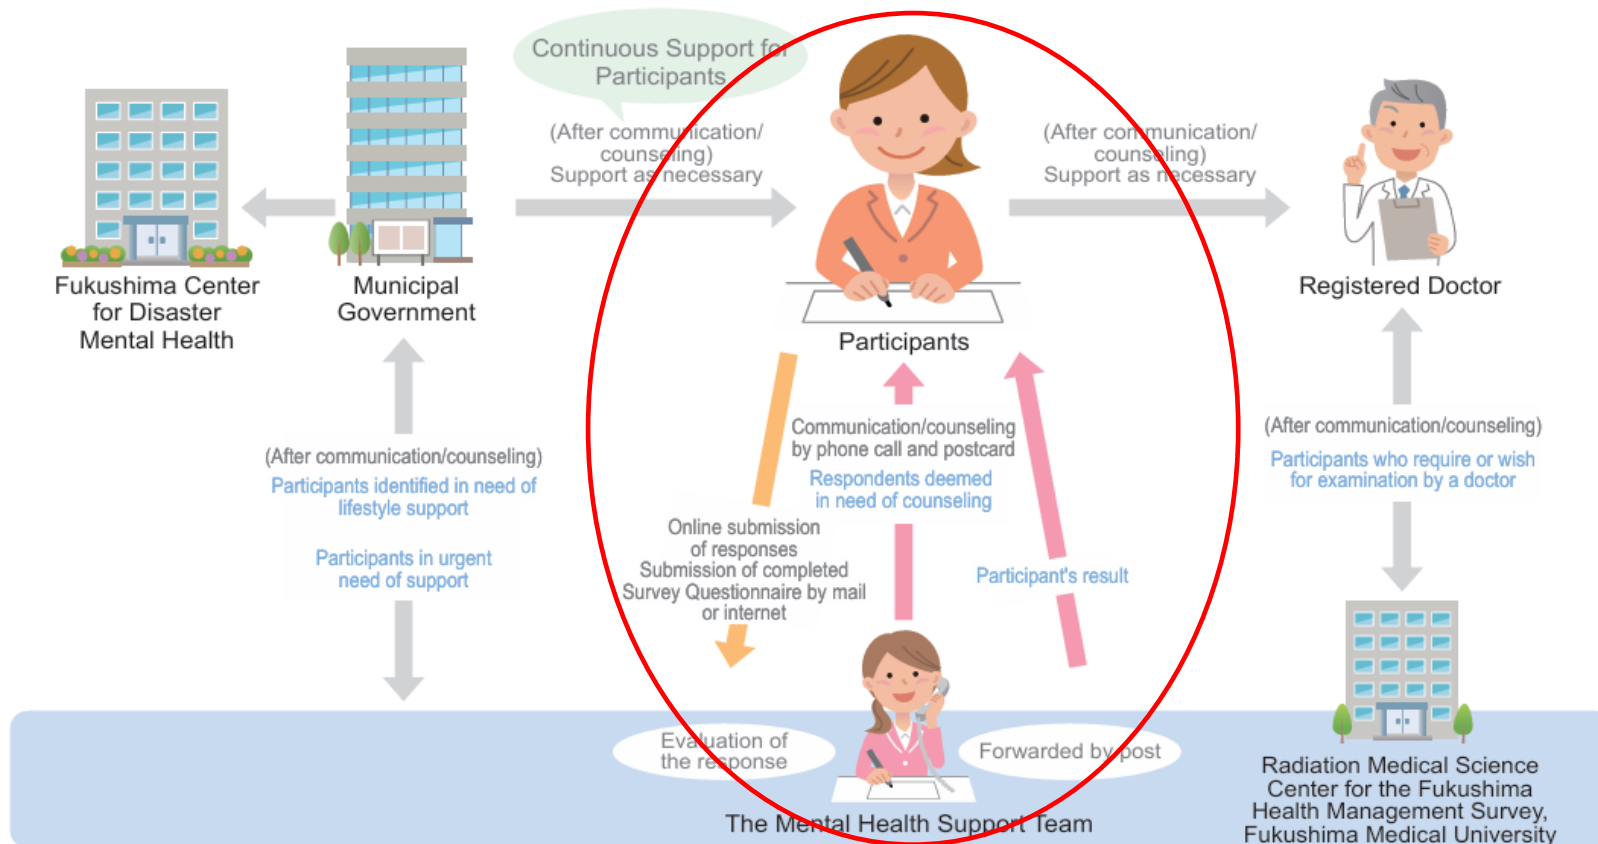 Continuous Support for
Participants
(After communication/
counseling)
Support as necessary
(After communication/
counseling)
Support as necessary
Fukushima Center
for Disaster
Mental Health
Municipal
Government
Participants
Registered Doctor
(After communication/counseling)
Participants identified in need of
lifestyle support
Participants in urgent
need of support
Online submission
of responses
Submission of completed
Survey Questionnaire by mail
or internet
Communication/counseling
by phone call and postcard
Respondents deemed
in need of counseling
Participant's result
(After communication/counseling)
Participants who require or wish
for examination by a doctor
Evaluation of
the response
Forwarded by post
The Mental Health Support Team
Radiation Medical Science
Center for the Fukushima
Health Management Survey,
Fukushima Medical University